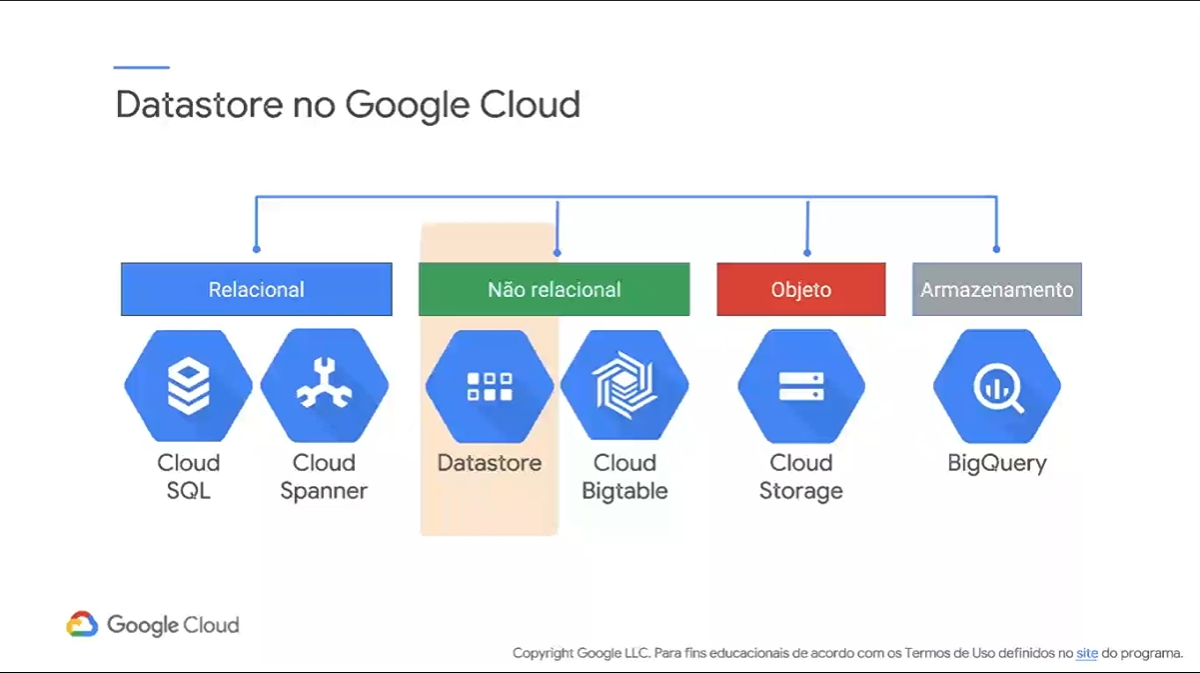 Datastore no Google Cloud
Relacional
Não relacional
Objeto
Armazenamento
Cloud
SQL
Cloud
Spanner
Datastore
Cloud
Bigtable
Cloud
Storage
BigQuery
Google Cloud
Copyright Google LLC. Para fins educacionais de acordo com os Termos de Uso definidos no site do programa.